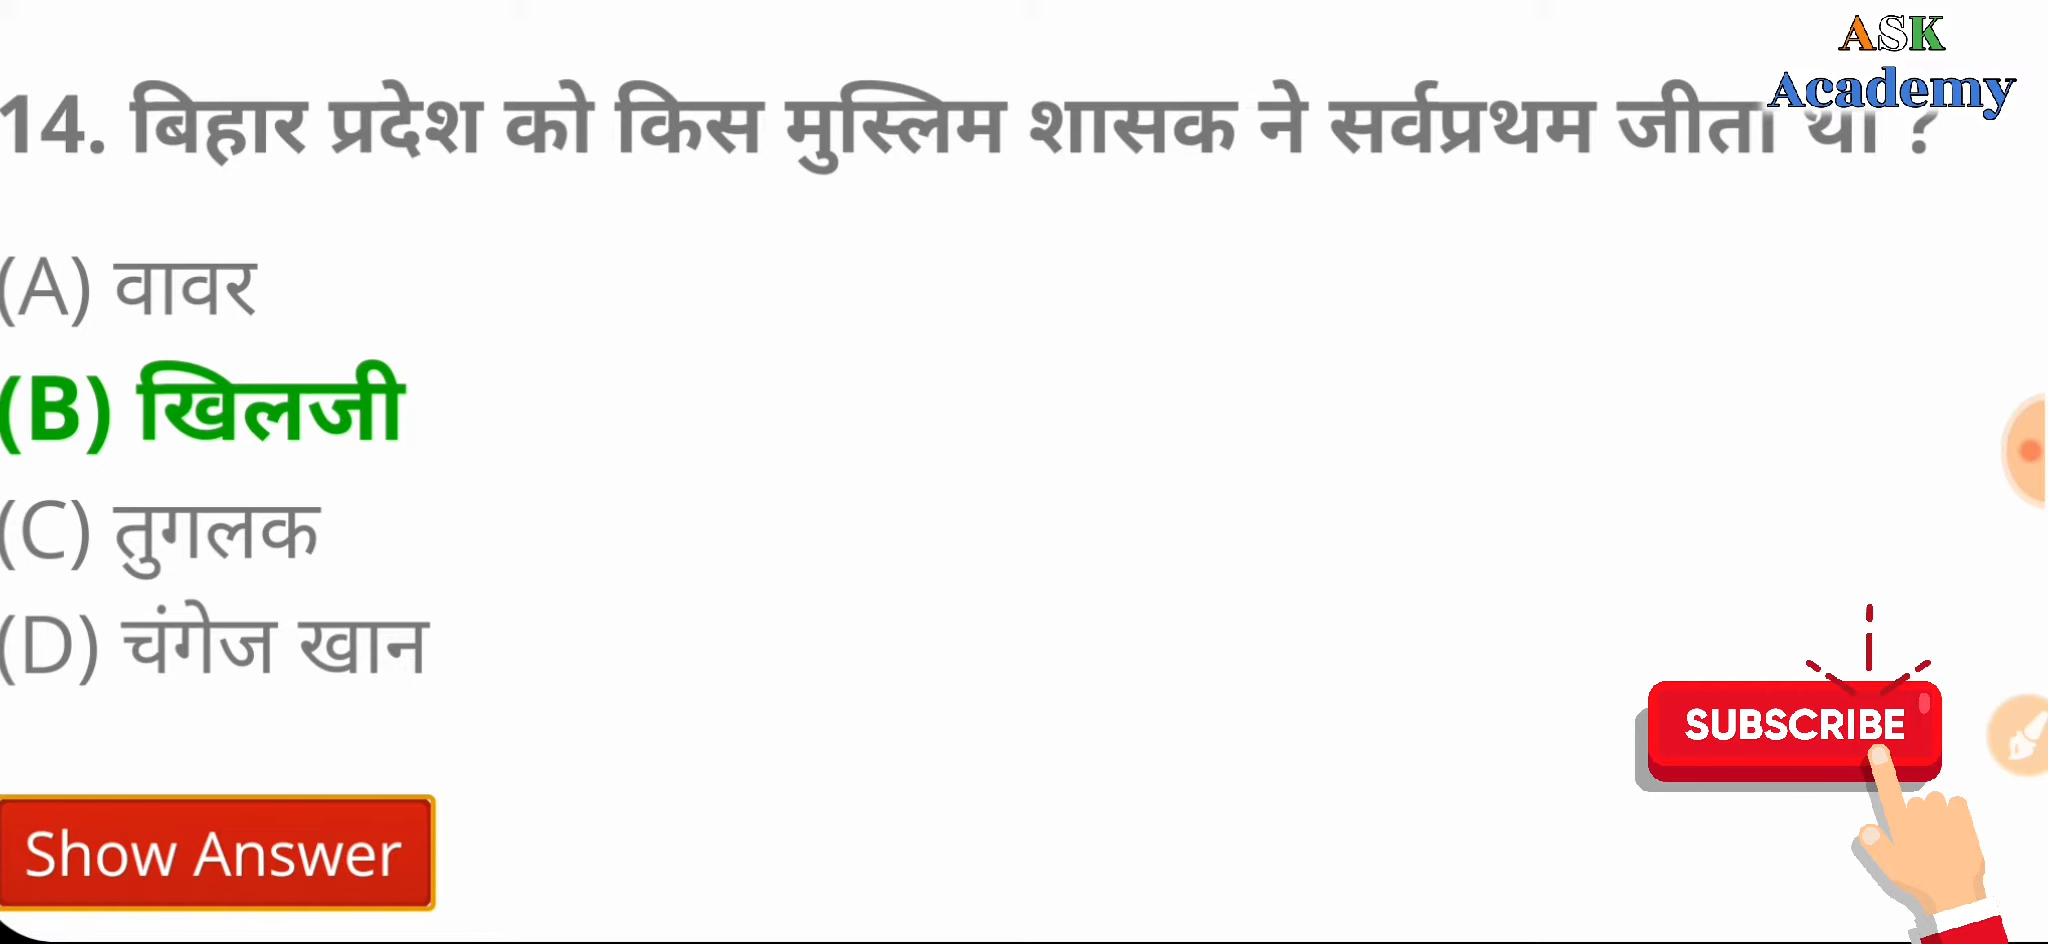 ASK
Academy
14. बिहार प्रदेश को किस मुस्लिम शासक ने सर्वप्रथम जीता था ?
(A) वावर
(B) खिलजी
(C) तुगलक
(D) चंगेज खान
SUBSCRIBE
Show Answer